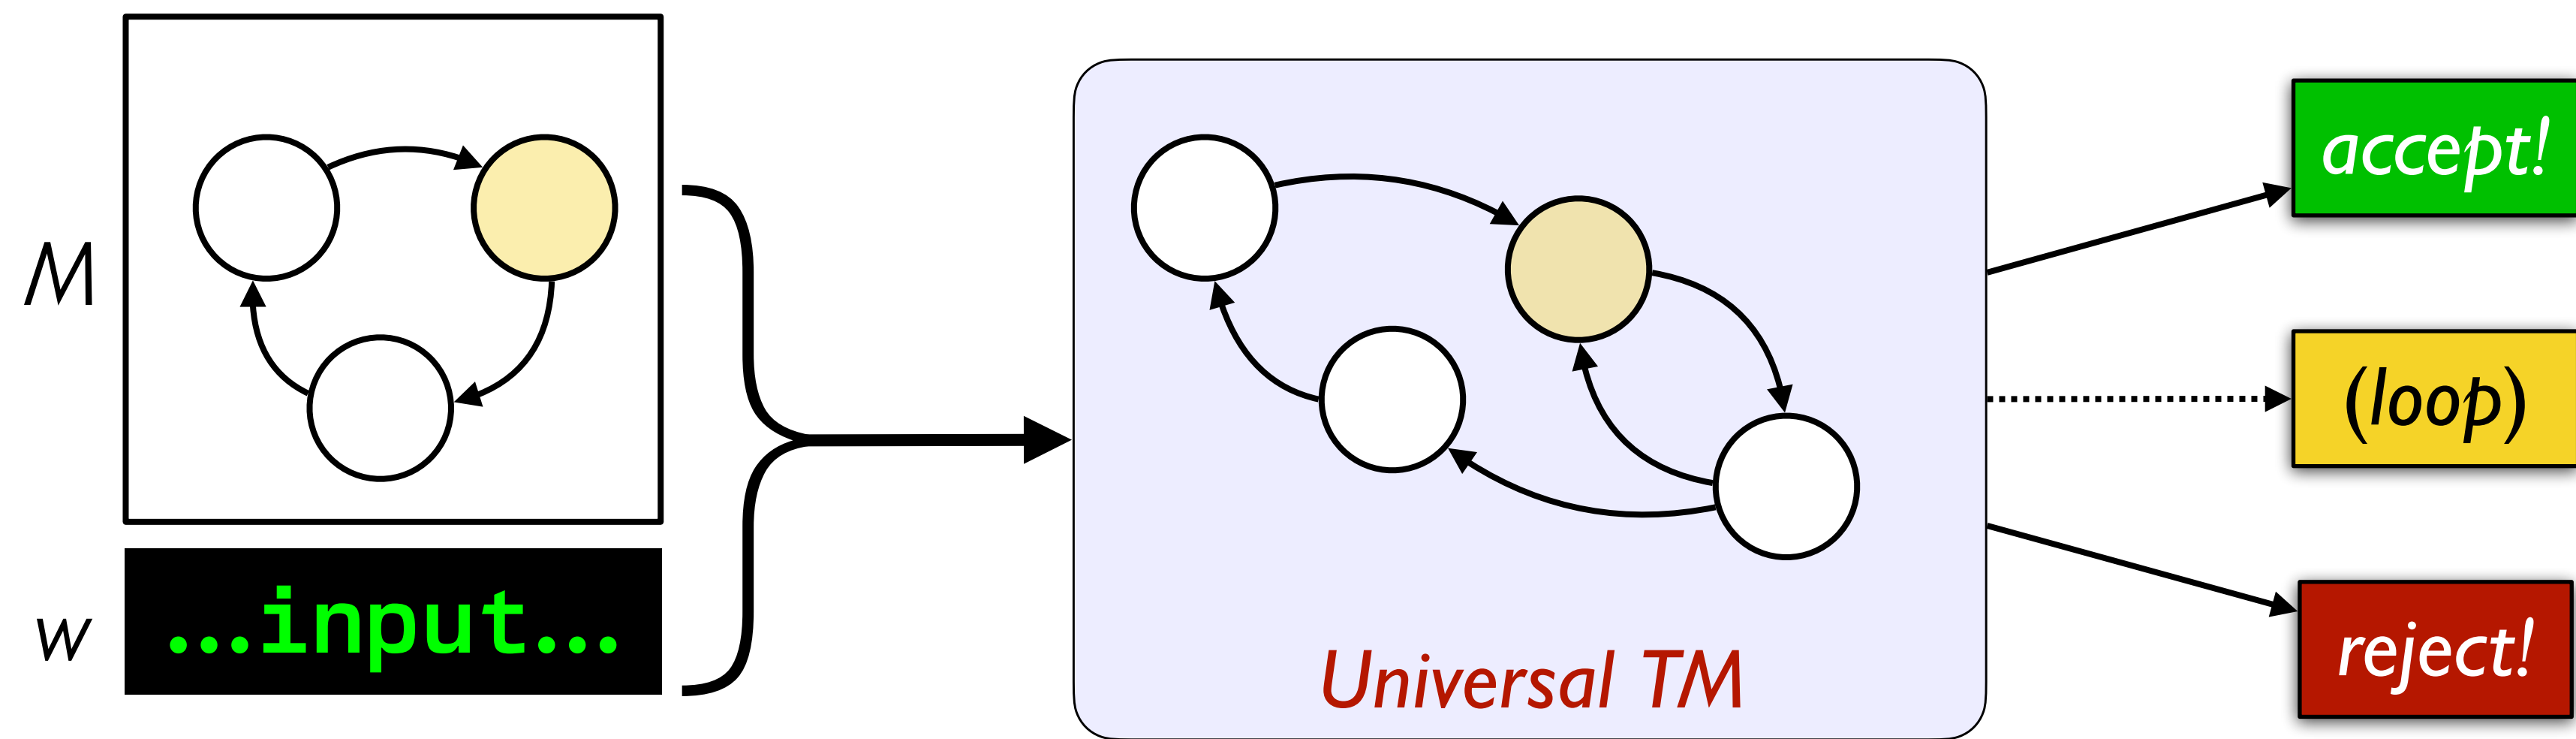 M
w
...input...
Universal TM
accept!
(loop)
reject!